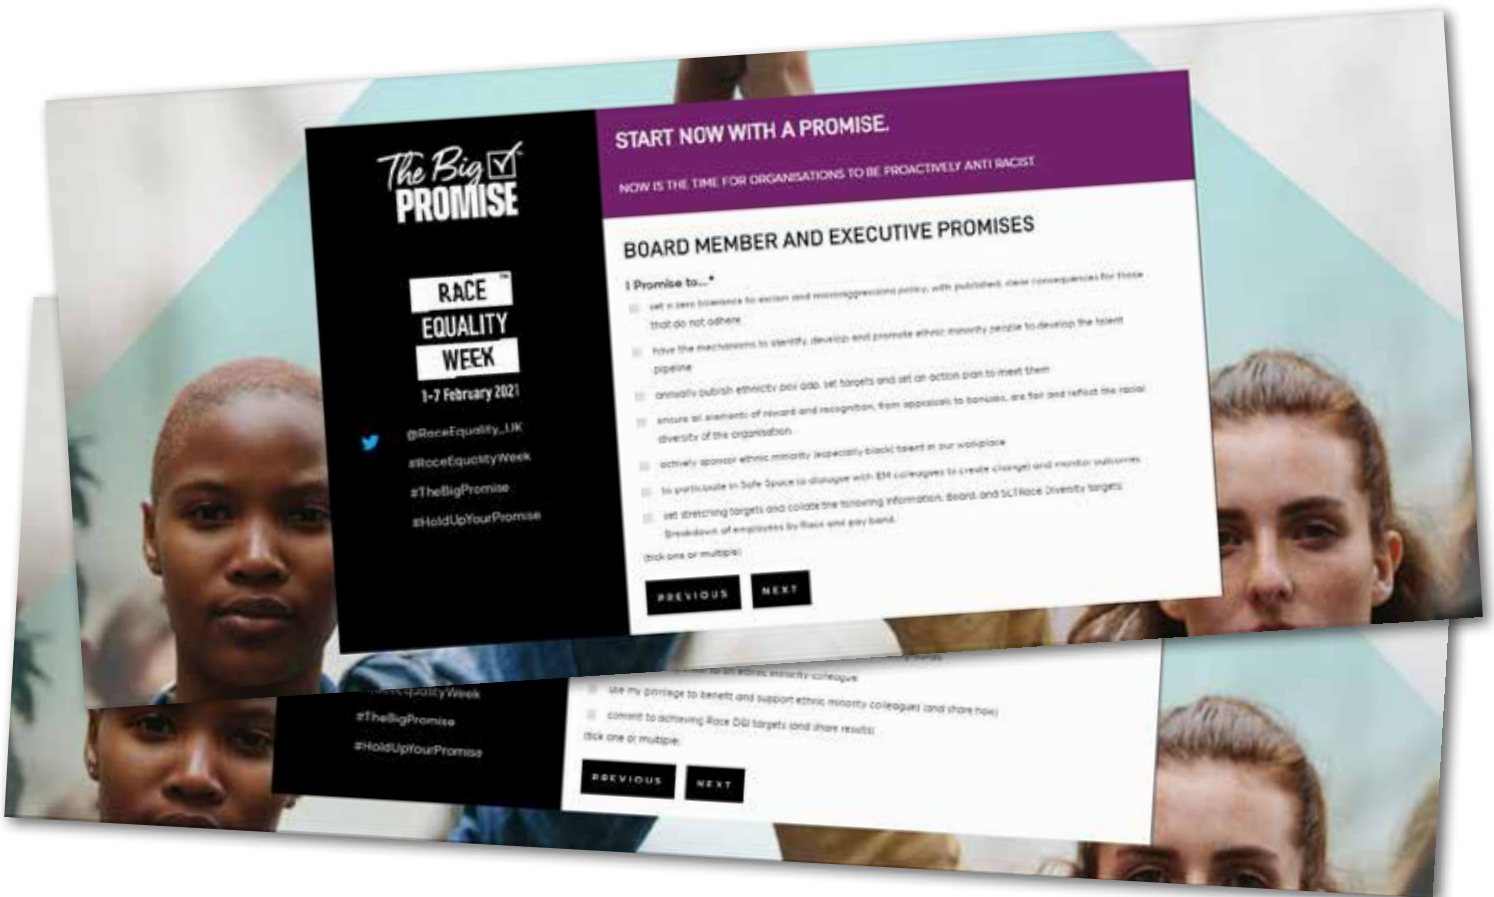 The Big
PROMISE
RACE
EQUALITY
WEEK
1-7 February 2021
@RaceEquality_UK
#RaceEqualityWeek
#TheBigPromise
#HoldUpYourPromise
START NOW WITH A PROMISE.
NOW IS THE TIME FOR ORGANISATIONS TO BE PROACTIVELY ANTI RACIST
BOARD MEMBER AND EXECUTIVE PROMISES
I Promise to...*
set a zero tolerance to racism and microaggressions policy, with published, clear consequences for those
that do not adhere
have the mechanisms to identify, develop and promote ethnic minority people to develop the talent
pipeline
annually publish ethnicity pay gap, set targets and set an action plan to meet them
ensure all elements of reward and recognition, from appraisals to bonuses, are fair and reflect the racial
diversity of the organisation.
actively sponsor ethnic minority (especially black) talent in our workplace
to participate in Safe Space (a dialogue with EM colleagues to create change) and monitor outcomes
set stretching targets and collate the following information: Board, and SLT Race Diversity targets
Breakdown of employees by Race and pay band.
(tick one or multiple)
PREVIOUS NEXT
#RaceEqualityWeek
#TheBigPromise
#HoldUpYourPromise
to an ethnic minority colleague
use my privilege to benefit and support ethnic minority colleagues (and share how)
commit to achieving Race D&I targets (and share results)
(tick one or multiple)
PREVIOUS NEXT